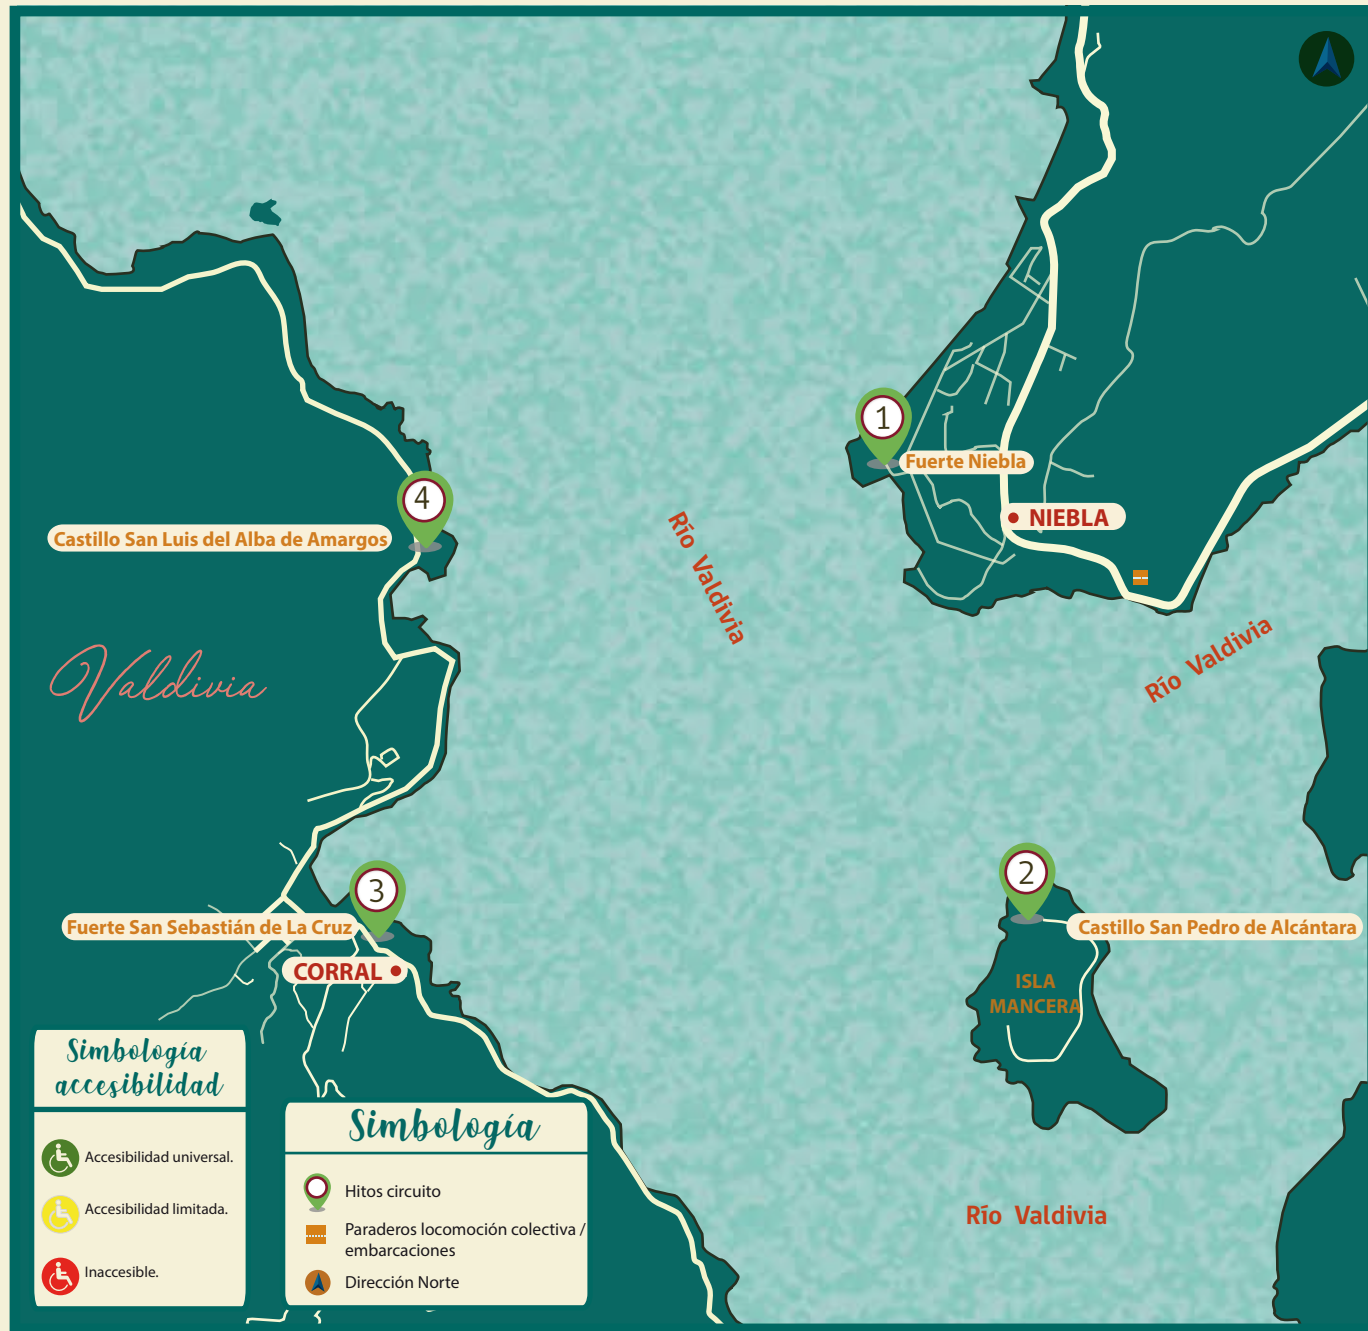 1
Fuerte Niebla
4
NIEBLA
Castillo San Luis del Alba de Amargos
Río Valdivia
Río Valdivia
Valdivia
2
3
Fuerte San Sebastián de La Cruz
Castillo San Pedro de Alcántara
CORRAL
ISLA
MANCERA
Simbología
accesibilidad
Accesibilidad universal.
Accesibilidad limitada.
Inaccesible.
Simbología
Hitos circuito
Paraderos locomoción colectiva /
embarcaciones
Dirección Norte
Río Valdivia